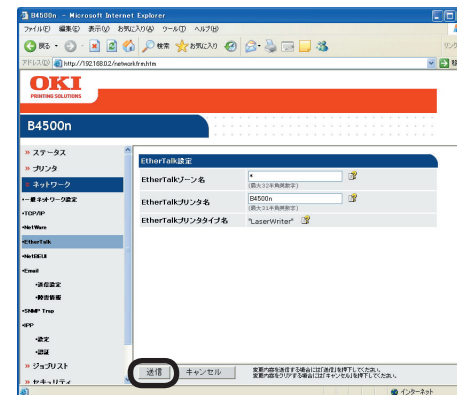 B4500n - Microsoft Internet Explorer
ファイル(F) 編集(E) 表示(V) お気に入り(A) ツール(T) ヘルプ(H)
戻る 検索 お気に入り
アドレス(D) http://192.168.0.2/networkfrm.htm
OKI
PRINTING SOLUTIONS
B4500n
» ステータス
» プリンタ
» ネットワーク
•一般ネットワーク設定
•TCP/IP
•NetWare
•EtherTalk
•NetBEUI
•Email
•送信設定
•障害情報
•SNMP Trap
•IPP
•設定
•認証
» ジョブリスト
» セキュリティ
EtherTalk設定
EtherTalkゾーン名 *
(最大32半角英数字)
EtherTalkプリンタ名 B4500n
(最大31半角英数字)
EtherTalkプリンタタイプ名 "LaserWriter"
送信 キャンセル
変更内容を送信する場合には「送信」を押下してください。
変更内容をクリアする場合には「キャンセル」を押下してください。
インターネット